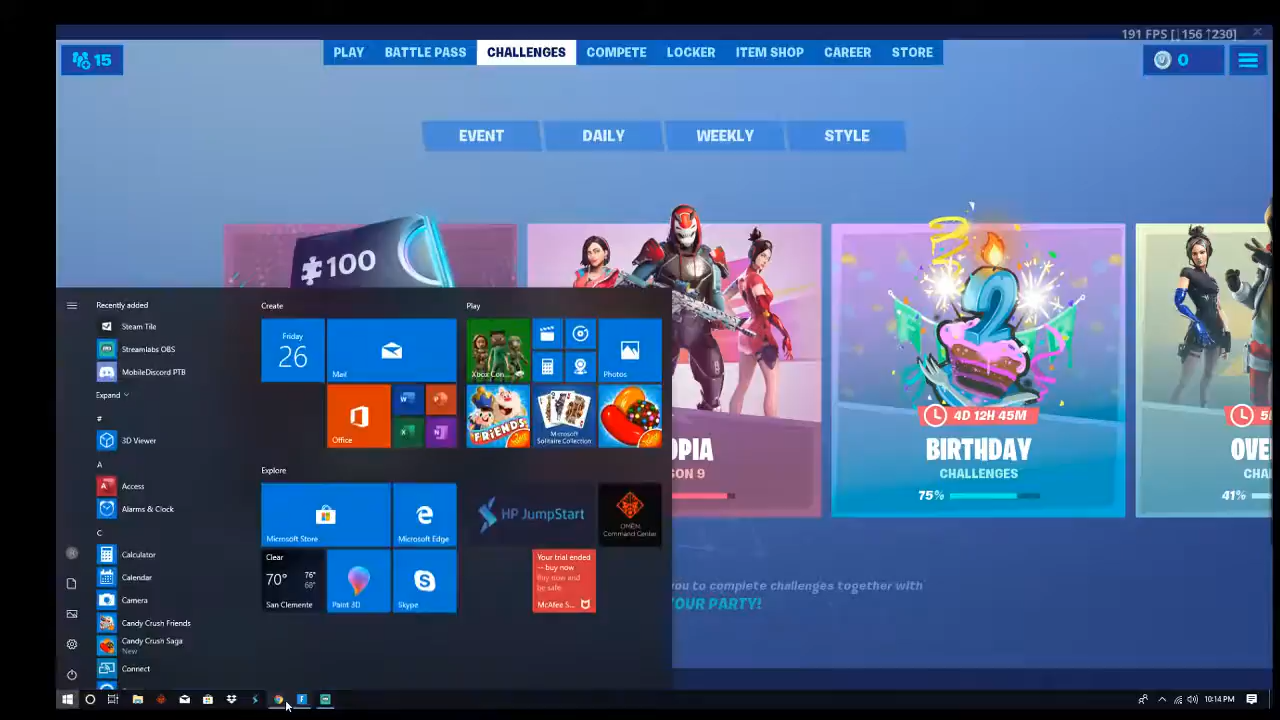 191 FPS [↓156 ↑230]
15
PLAY BATTLE PASS CHALLENGES COMPETE LOCKER ITEM SHOP CAREER STORE
0
EVENT DAILY WEEKLY STYLE
100
2
4D 12H 45M
BIRTHDAY
CHALLENGES
75%
OPIA
SON 9
OVE
CHA
41%
you to complete challenges together with
YOUR PARTY!
Recently added
Steam Tile
Streamlabs OBS
MobileDiscord PTB
Expand
#
3D Viewer
A
Access
Alarms & Clock
C
Calculator
Calendar
Camera
Candy Crush Friends
Candy Crush Saga
New
Connect
Create
Friday
26
Mail
Office
Play
Xbox Con...
Photos
FRIENDS
Microsoft
Solitaire Collection
Explore
Microsoft Store
Microsoft Edge
HP JumpStart
OMEN
Command Center
Clear
70° 76°
68°
San Clemente
Paint 3D
Skype
Your trial ended
-- buy now
Buy now and
be safe
McAfee S...
10:14 PM